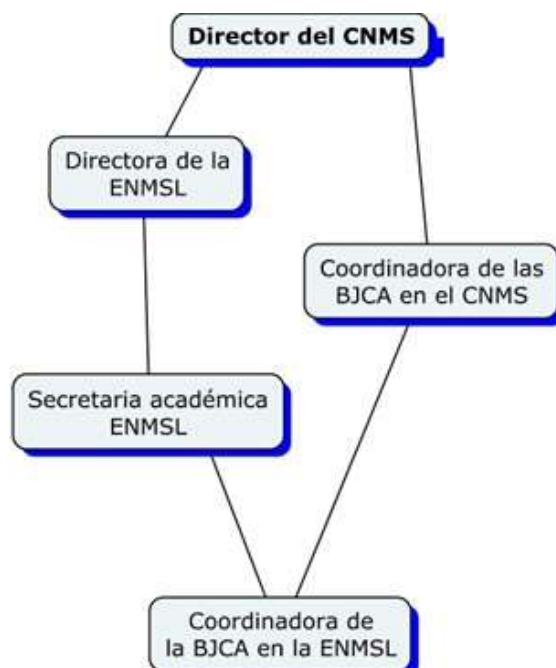 Director del CNMS
Directora de la
ENMSL
Coordinadora de las
BJCA en el CNMS
Secretaria académica
ENMSL
Coordinadora de
la BJCA en la ENMSL